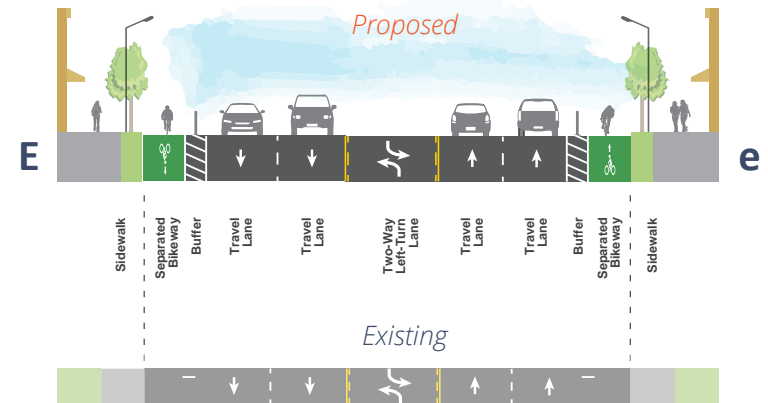 Proposed
E
e
Sidewalk
Separated
Bikeway
Buffer
Travel
Lane
Travel
Lane
Two-Way
Left-Turn
Lane
Travel
Lane
Travel
Lane
Buffer
Separated
Bikeway
Sidewalk
Existing